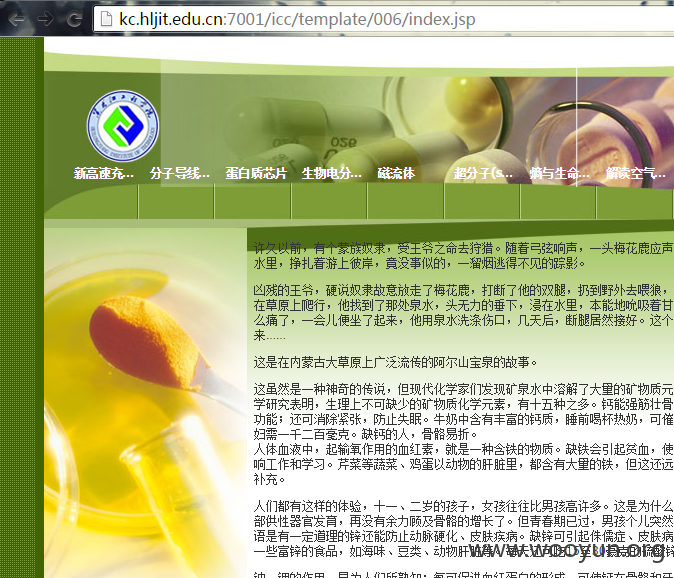 kc.hljit.edu.cn:7001/icc/template/006/index.jsp
新高速充... 分子导线... 蛋白质芯片 生物电分... 磁流体 超分子(s... 熵与生命... 解读空气...
许久以前，有个蒙族奴隶，受王爷之命去狩猎。随着弓弦响声，一头梅花鹿应声
水里，挣扎着游上彼岸，竟没事似的，一溜烟逃得不见的踪影。
凶残的王爷，硬说奴隶故意放走了梅花鹿，打断了他的双腿，扔到野外去喂狼，
在草原上爬行，他找到了那处泉水，头无力的垂下，浸在水里，本能地吮吸着甘
么痛了，一会儿便坐了起来，他用泉水洗涤伤口，几天后，断腿居然接好。这个
来......
这是在内蒙古大草原上广泛流传的阿尔山宝泉的故事。
这虽然是一种神奇的传说，但现代化学家们发现矿泉水中溶解了大量的矿物质元
学研究表明，生理上不可缺少的矿物质化学元素，有十五种之多。钙能强筋壮骨
功能；还可消除紧张，防止失眠。牛奶中含有丰富的钙质，睡前喝杯热奶，可催
妇需一千二百毫克。缺钙的人，骨骼易折。
人体血液中，起输氧作用的血红素，就是一种含铁的物质。缺铁会引起贫血，使
响工作和学习。芹菜等蔬菜、鸡蛋以动物的肝脏里，都含有大量的铁，但这还远
补充。
人们都有这样的体验，十一、二岁的孩子，女孩往往比男孩高许多。这是为什么
部供性器官发育，再没有余力顾及骨骼的增长了。但青春期已过，男孩个儿突然
语是有一定道理的锌还能防止动脉硬化、皮肤疾病。缺锌可引起侏儒症、皮肤病
一些富锌的食品，如海味、豆类、动物肝
www.wooyun.org